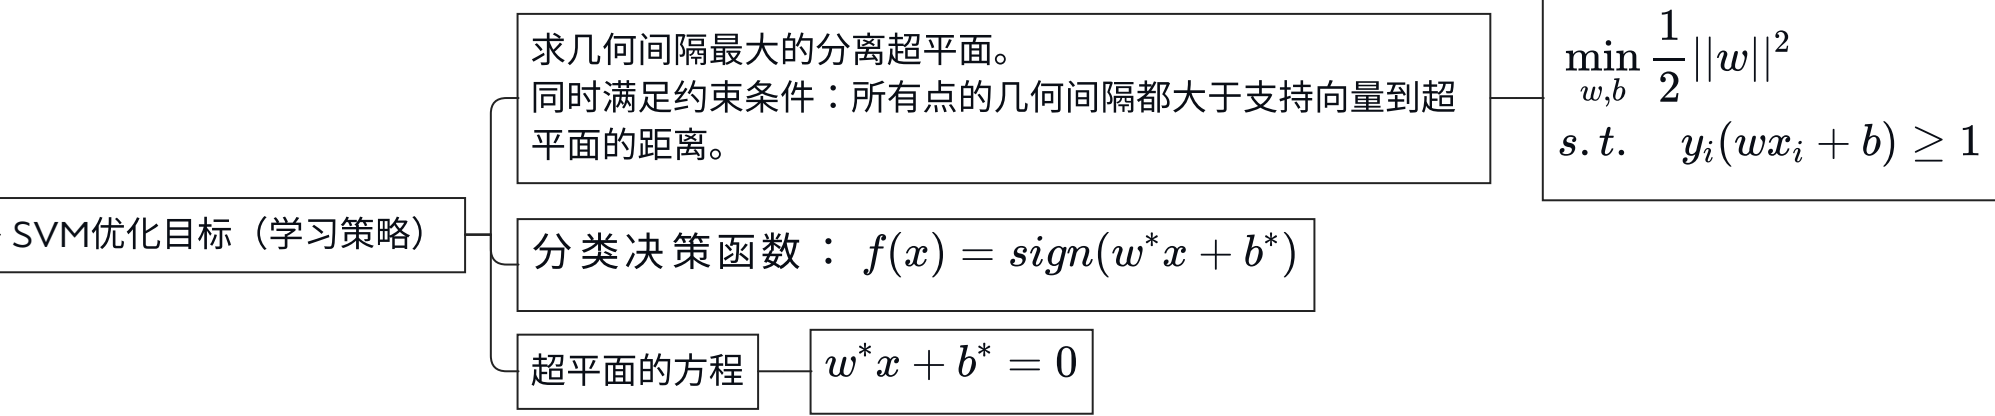 SVM优化目标（学习策略）
求几何间隔最大的分离超平面。
同时满足约束条件：所有点的几何间隔都大于支持向量到超
平面的距离。
min_{w,b} \frac{1}{2} ||w||^2
s.t. y_i(wx_i + b) ≥ 1
分类决策函数： f(x) = sign(w^*x + b^*)
超平面的方程
w^*x + b^* = 0